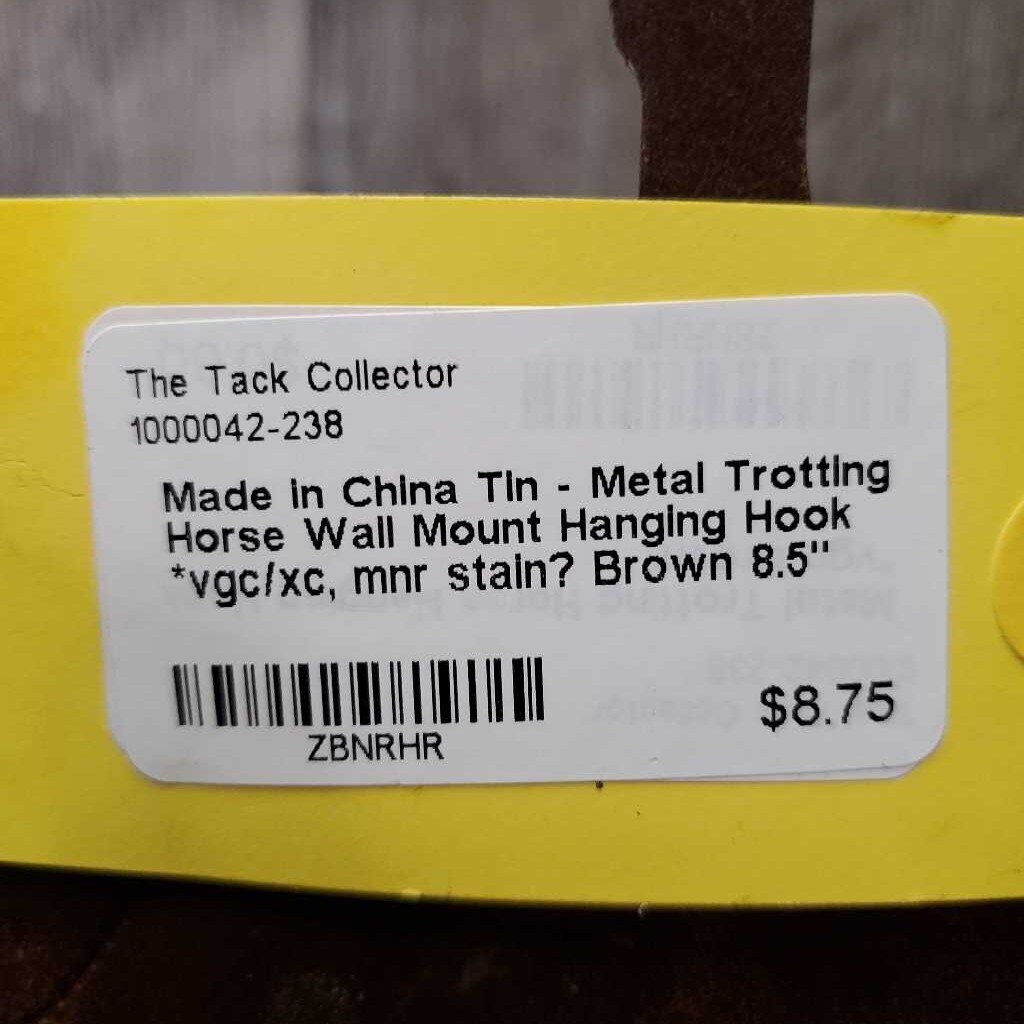 The Tack Collector
1000042-238
Made in China Tin - Metal Trotting
Horse Wall Mount Hanging Hook
*vgc/xc, mnr stain? Brown 8.5"
ZBNRHR
$8.75